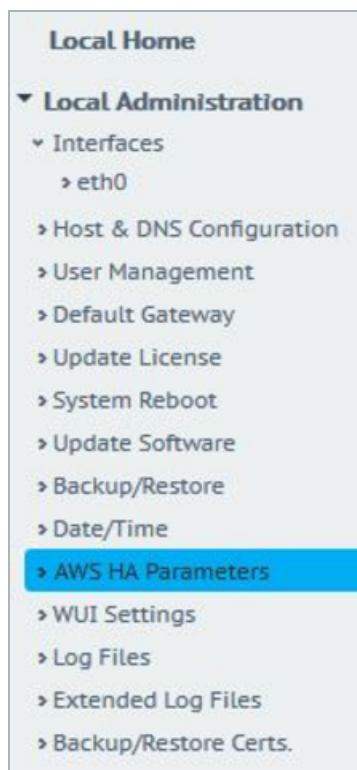 Local Home
Local Administration
Interfaces
eth0
Host & DNS Configuration
User Management
Default Gateway
Update License
System Reboot
Update Software
Backup/Restore
Date/Time
AWS HA Parameters
WUI Settings
Log Files
Extended Log Files
Backup/Restore Certs.